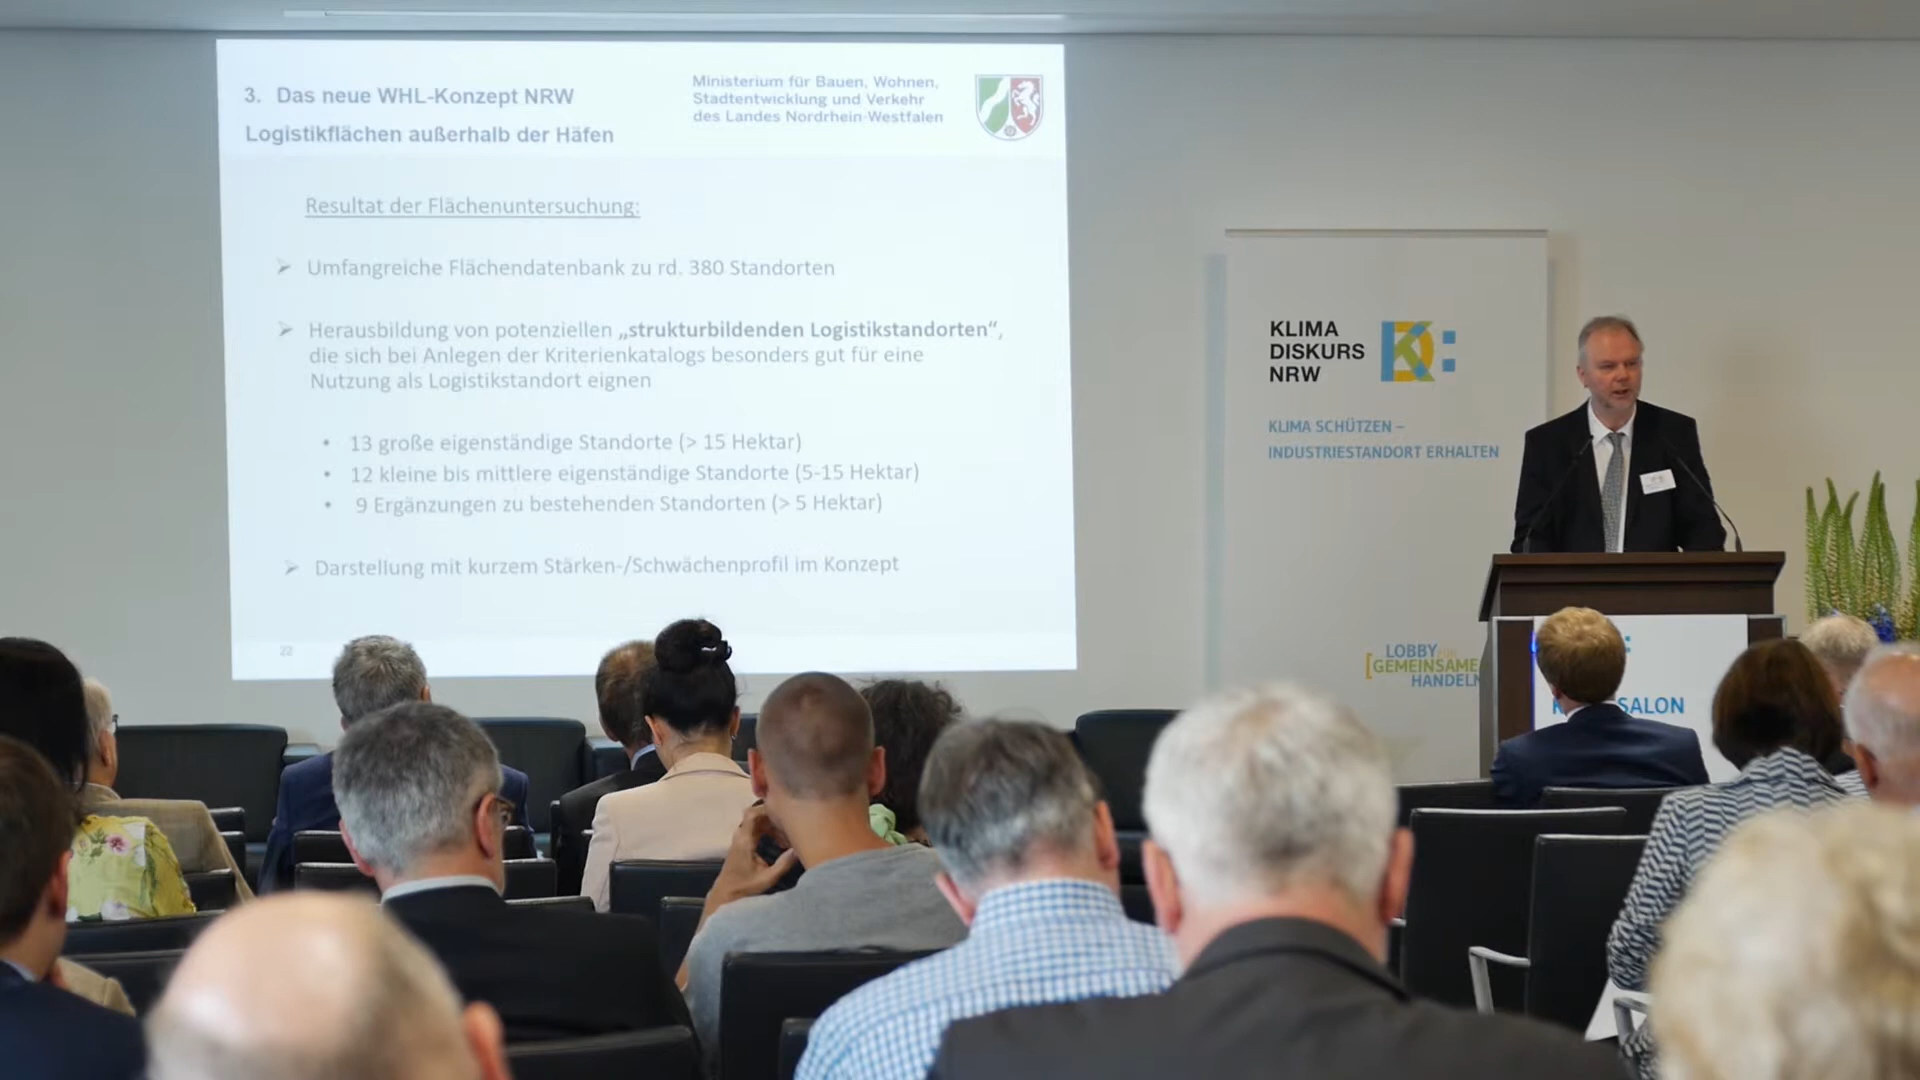 3. Das neue WHL-Konzept NRW
Logistikflächen außerhalb der Häfen
Ministerium für Bauen, Wohnen,
Stadtentwicklung und Verkehr
des Landes Nordrhein-Westfalen
Resultat der Flächenuntersuchung:
➢ Umfangreiche Flächendatenbank zu rd. 380 Standorten
➢ Herausbildung von potenziellen „strukturbildenden Logistikstandorten“,
die sich bei Anlegen der Kriterienkatalogs besonders gut für eine
Nutzung als Logistikstandort eignen
• 13 große eigenständige Standorte (> 15 Hektar)
• 12 kleine bis mittlere eigenständige Standorte (5-15 Hektar)
• 9 Ergänzungen zu bestehenden Standorten (> 5 Hektar)
➢ Darstellung mit kurzem Stärken-/Schwächenprofil im Konzept
22
KLIMA
DISKURS
NRW
KLIMA SCHÜTZEN –
INDUSTRIESTANDORT ERHALTEN
LOBBY FÜR
[GEMEINSAME
HANDELN
SALON